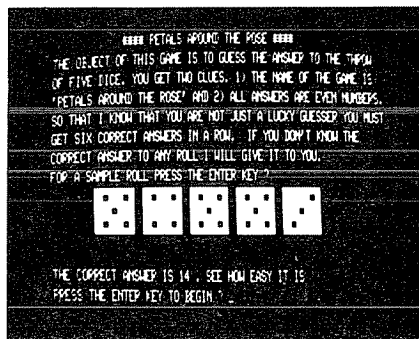 **** PETALS AROUND THE ROSE ****
THE OBJECT OF THIS GAME IS TO GUESS THE ANSWER TO THE THROW
OF FIVE DICE. YOU GET TWO CLUES. 1) THE NAME OF THE GAME IS
'PETALS AROUND THE ROSE' AND 2) ALL ANSWERS ARE EVEN NUMBERS.
SO THAT I KNOW THAT YOU ARE NOT JUST A LUCKY GUESSER YOU MUST
GET SIX CORRECT ANSWERS IN A ROW. IF YOU DON'T KNOW THE
CORRECT ANSWER TO ANY ROLL I WILL GIVE IT TO YOU.
FOR A SAMPLE ROLL PRESS THE ENTER KEY ?
THE CORRECT ANSWER IS 14 . SEE HOW EASY IT IS
PRESS THE ENTER KEY TO BEGIN ? _